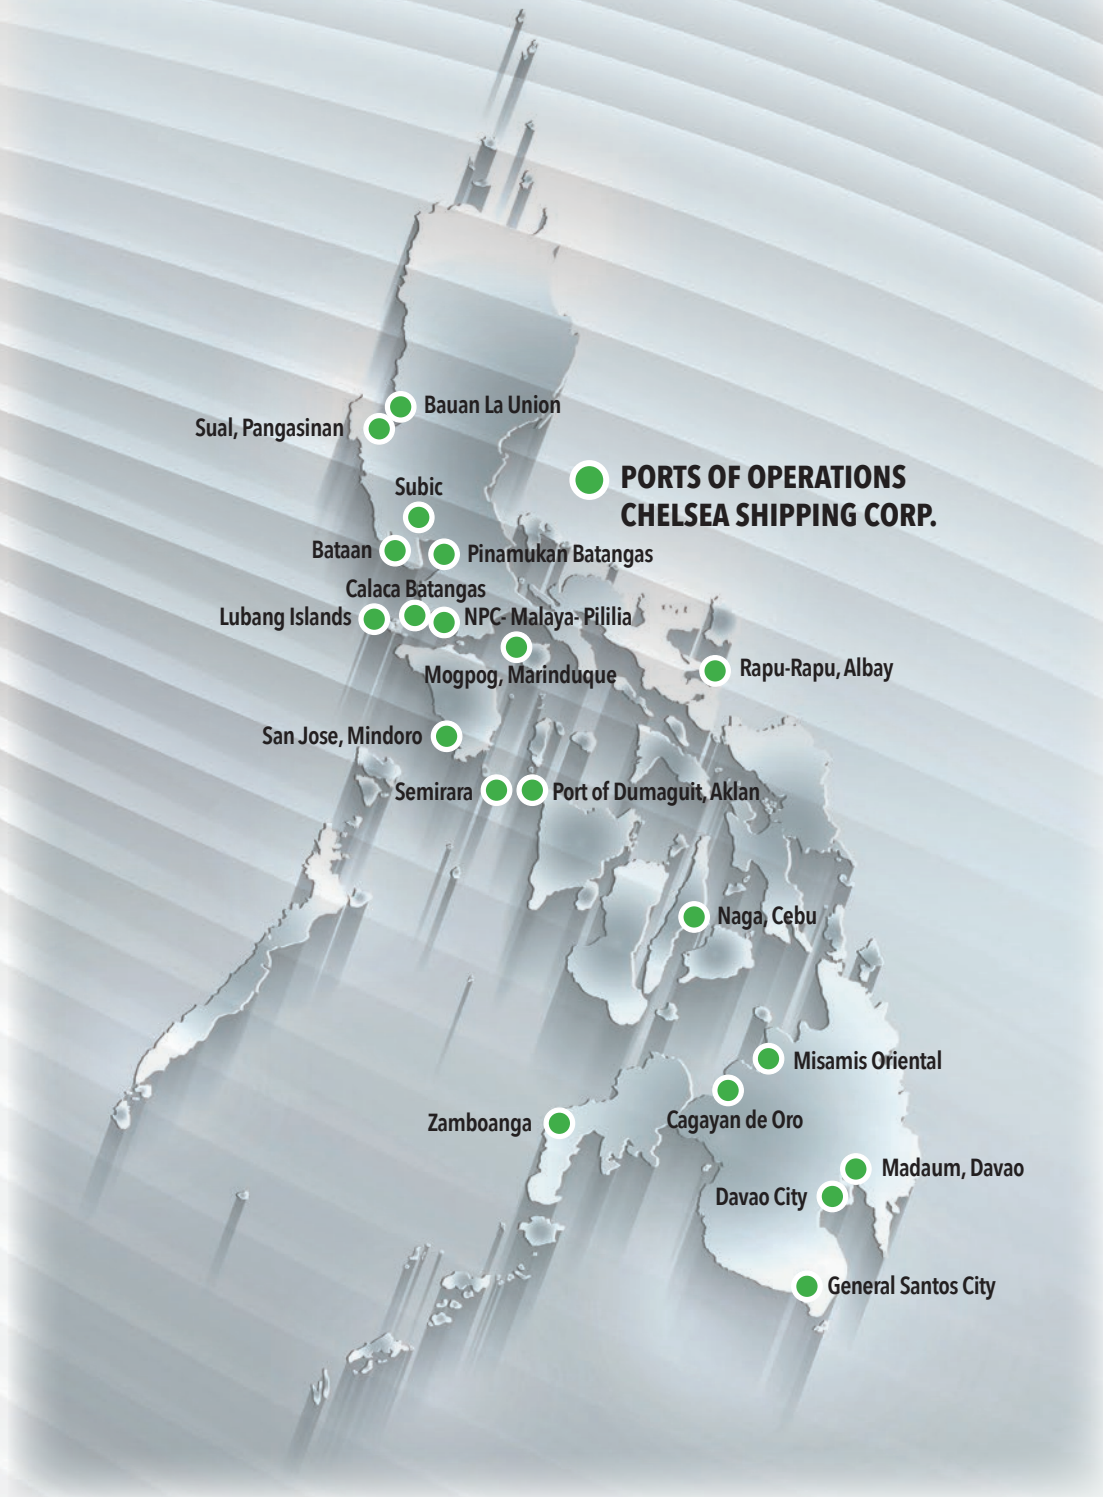 Bauan La Union
Sual, Pangasinan
PORTS OF OPERATIONS
CHELSEA SHIPPING CORP.
Subic
Bataan
Pinamukan Batangas
Calaca Batangas
Lubang Islands
NPC- Malaya- Pililia
Rapu-Rapu, Albay
Mogpog, Marinduque
San Jose, Mindoro
Semirara
Port of Dumaguit, Aklan
Naga, Cebu
Misamis Oriental
Cagayan de Oro
Zamboanga
Madaum, Davao
Davao City
General Santos City